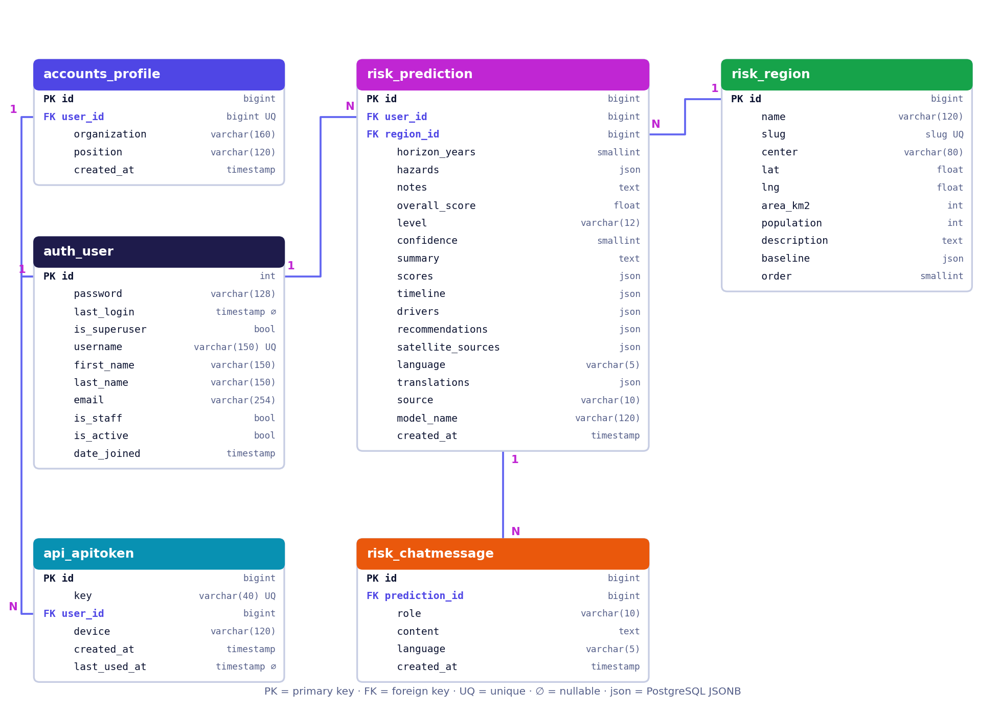 accounts_profile
PK id bigint
1
FK user_id bigint UQ
organization varchar(160)
position varchar(120)
created_at timestamp
auth_user
1
1
PK id int
password varchar(128)
last_login timestamp ∅
is_superuser bool
username varchar(150) UQ
first_name varchar(150)
last_name varchar(150)
email varchar(254)
is_staff bool
is_active bool
date_joined timestamp
api_apitoken
PK id bigint
key varchar(40) UQ
N
FK user_id bigint
device varchar(120)
created_at timestamp
last_used_at timestamp ∅
risk_prediction
PK id bigint
N
FK user_id bigint
N
FK region_id bigint
horizon_years smallint
hazards json
notes text
overall_score float
level varchar(12)
confidence smallint
summary text
scores json
timeline json
drivers json
recommendations json
satellite_sources json
language varchar(5)
translations json
source varchar(10)
model_name varchar(120)
created_at timestamp
1
N
risk_chatmessage
PK id bigint
FK prediction_id bigint
role varchar(10)
content text
language varchar(5)
created_at timestamp
risk_region
1
PK id bigint
name varchar(120)
slug slug UQ
center varchar(80)
lat float
lng float
area_km2 int
population int
description text
baseline json
order smallint
PK = primary key · FK = foreign key · UQ = unique · ∅ = nullable · json = PostgreSQL JSONB